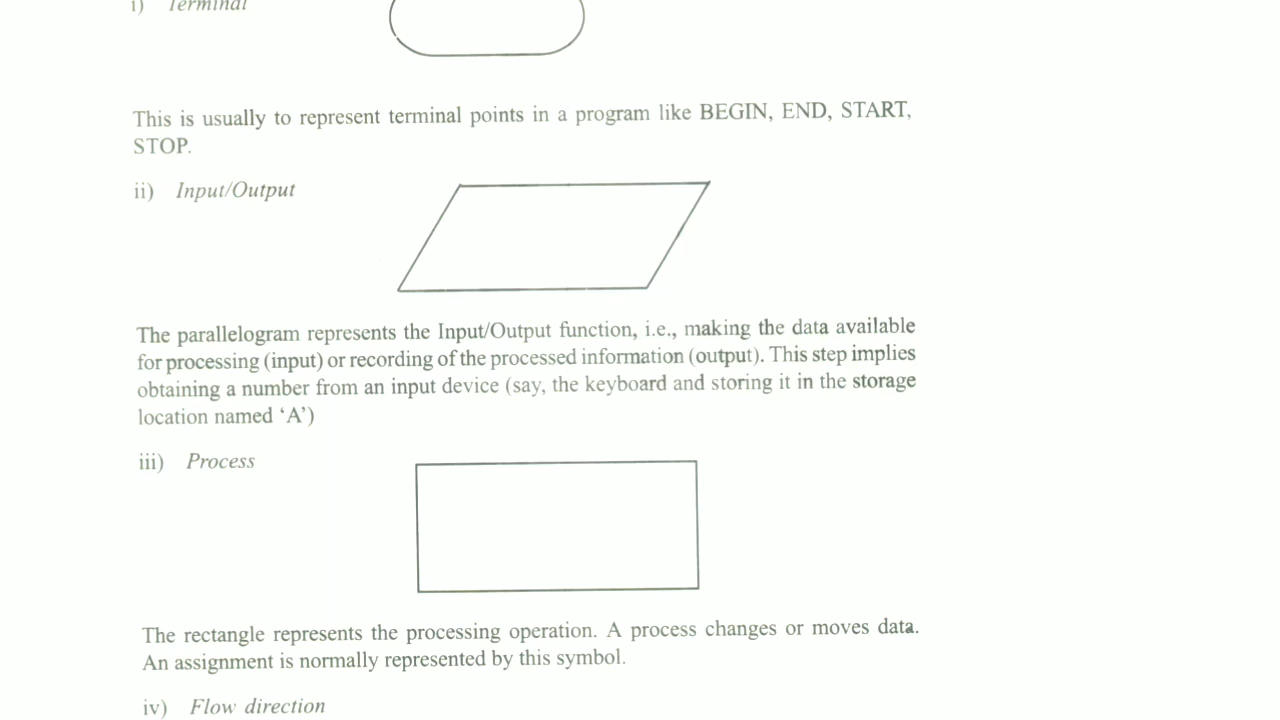 i) Terminal
This is usually to represent terminal points in a program like BEGIN, END, START,
STOP.
ii) Input/Output
The parallelogram represents the Input/Output function, i.e., making the data available
for processing (input) or recording of the processed information (output). This step implies
obtaining a number from an input device (say, the keyboard and storing it in the storage
location named ‘A’)
iii) Process
The rectangle represents the processing operation. A process changes or moves data.
An assignment is normally represented by this symbol.
iv) Flow direction